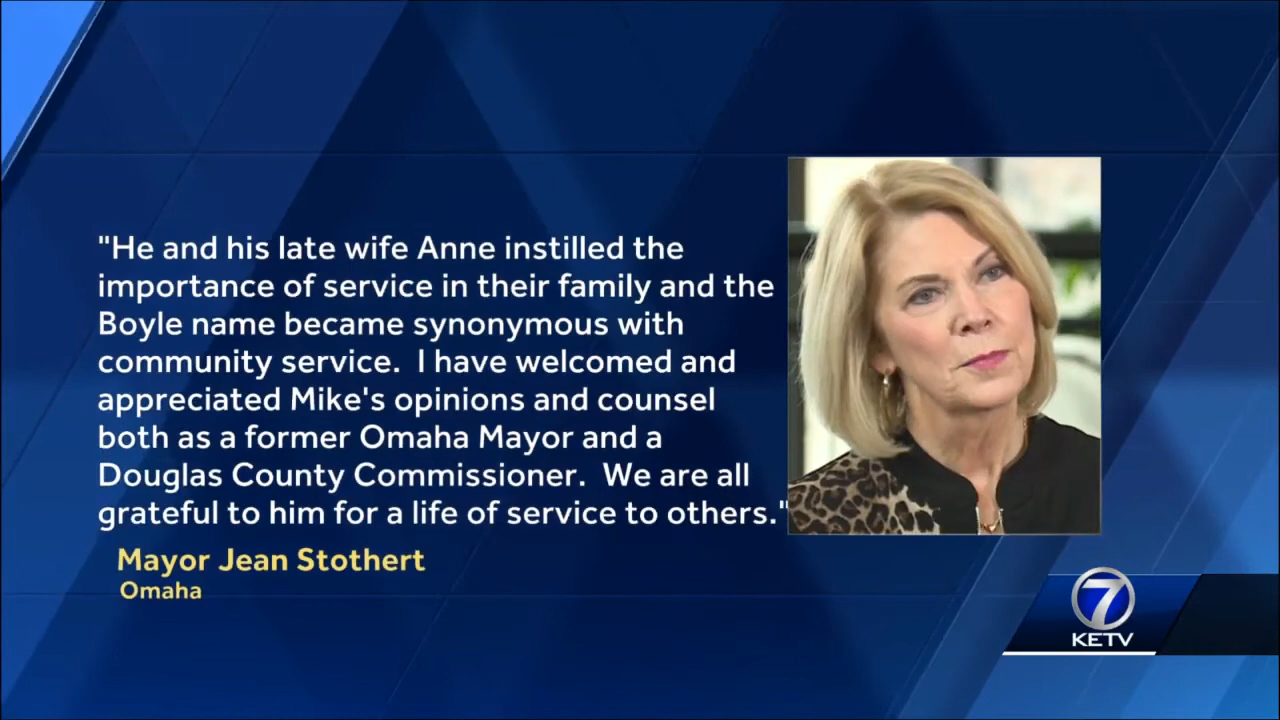 "He and his late wife Anne instilled the
importance of service in their family and the
Boyle name became synonymous with
community service.  I have welcomed and
appreciated Mike's opinions and counsel
both as a former Omaha Mayor and a
Douglas County Commissioner.  We are all
grateful to him for a life of service to others."
Mayor Jean Stothert
Omaha
7
KETV